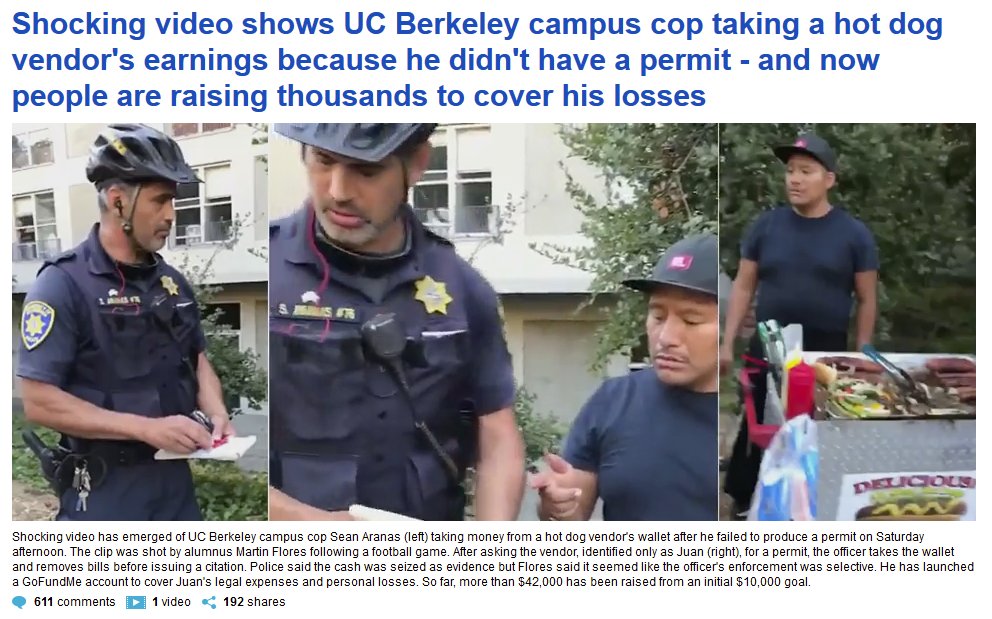 Shocking video shows UC Berkeley campus cop taking a hot dog
vendor's earnings because he didn't have a permit - and now
people are raising thousands to cover his losses
S. ARANAS #76
S. ARANAS #76
DELICIOUS
Shocking video has emerged of UC Berkeley campus cop Sean Aranas (left) taking money from a hot dog vendor's wallet after he failed to produce a permit on Saturday
afternoon. The clip was shot by alumnus Martin Flores following a football game. After asking the vendor, identified only as Juan (right), for a permit, the officer takes the wallet
and removes bills before issuing a citation. Police said the cash was seized as evidence but Flores said it seemed like the officer's enforcement was selective. He has launched
a GoFundMe account to cover Juan's legal expenses and personal losses. So far, more than $42,000 has been raised from an initial $10,000 goal.
611 comments 1 video 192 shares